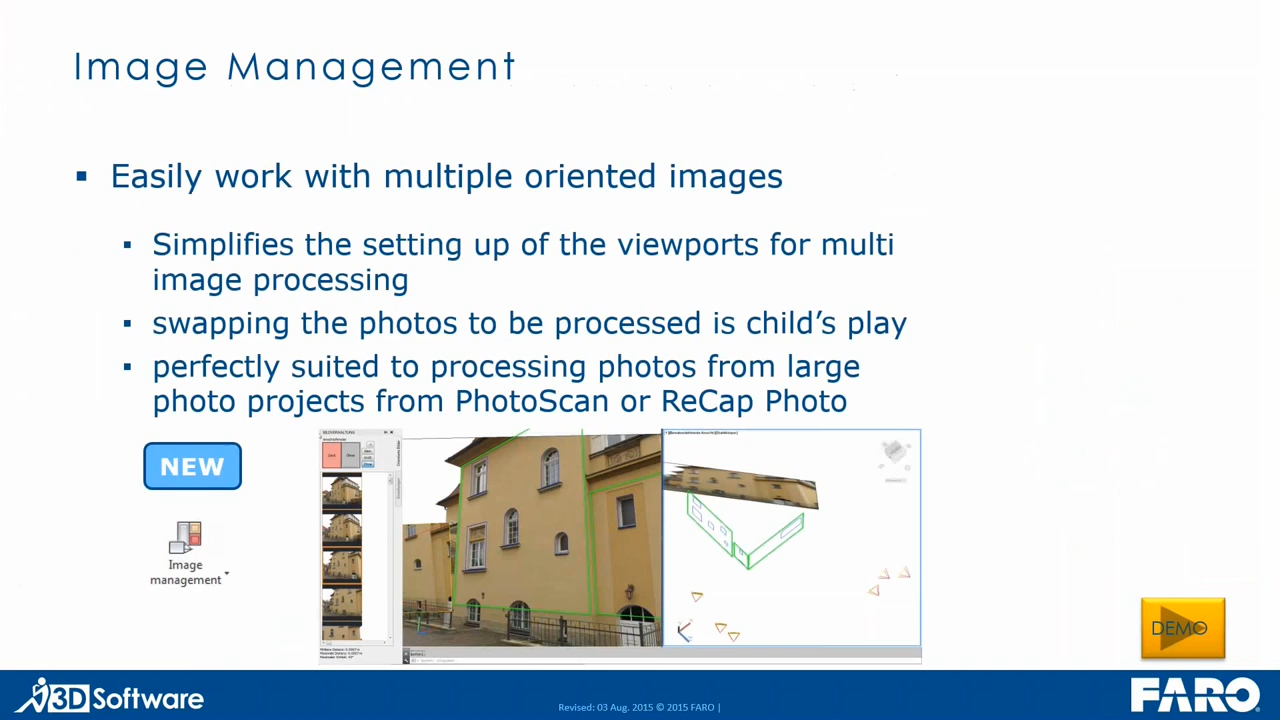 Image Management
▪ Easily work with multiple oriented images
▪ Simplifies the setting up of the viewports for multi
image processing
▪ swapping the photos to be processed is child's play
▪ perfectly suited to processing photos from large
photo projects from PhotoScan or ReCap Photo
NEW
Image
management
DEMO
3D Software
Revised: 03 Aug. 2015 © 2015 FARO |
FARO